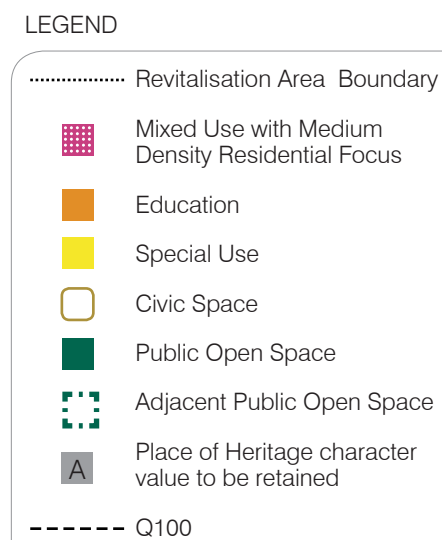 LEGEND
Revitalisation Area Boundary
Mixed Use with Medium
Density Residential Focus
Education
Special Use
Civic Space
Public Open Space
Adjacent Public Open Space
A
Place of Heritage character
value to be retained
Q100